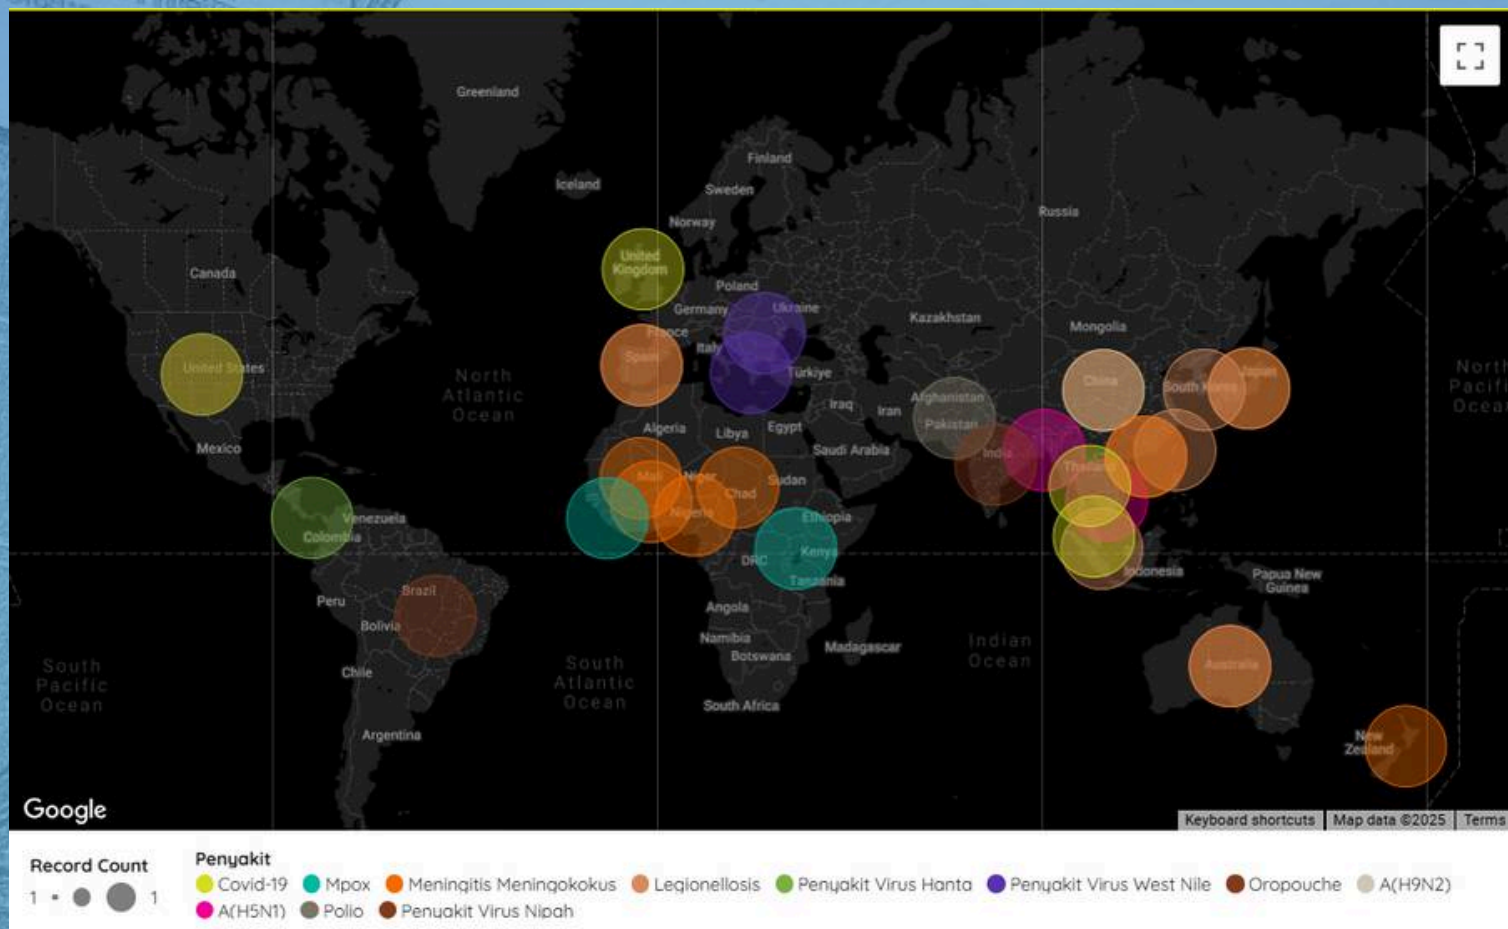 Greenland
Finland
Iceland
Sweden
Russia
Norway
Canada
United
Kingdom
Poland
Germany
Ukraine
Kazakhstan
Mongolia
France
Italy
Spain
United States
North
Atlantic
Ocean
Türkiye
China
South Korea
Japan
North
Pacific
Ocean
Afghanistan
Iraq
Iran
Pakistan
Algeria
Libya
Egypt
Saudi Arabia
Mexico
India
Thailand
Mali
Niger
Chad
Sudan
Nigeria
Ethiopia
Venezuela
Colombia
DRC
Kenya
Tanzania
Indonesia
Papua New
Guinea
Brazil
Peru
Bolivia
Angola
Namibia
Botswana
Madagascar
Indian
Ocean
South
Pacific
Ocean
South
Atlantic
Ocean
Chile
Australia
South Africa
Argentina
New
Zealand
Google
Keyboard shortcuts
Map data ©2025
Terms
Record Count
1 1
Penyakit
Covid-19 Mpox Meningitis Meningokokus Legionellosis Penyakit Virus Hanta Penyakit Virus West Nile Oropouche A(H9N2)
A(H5N1) Polio Penyakit Virus Nipah